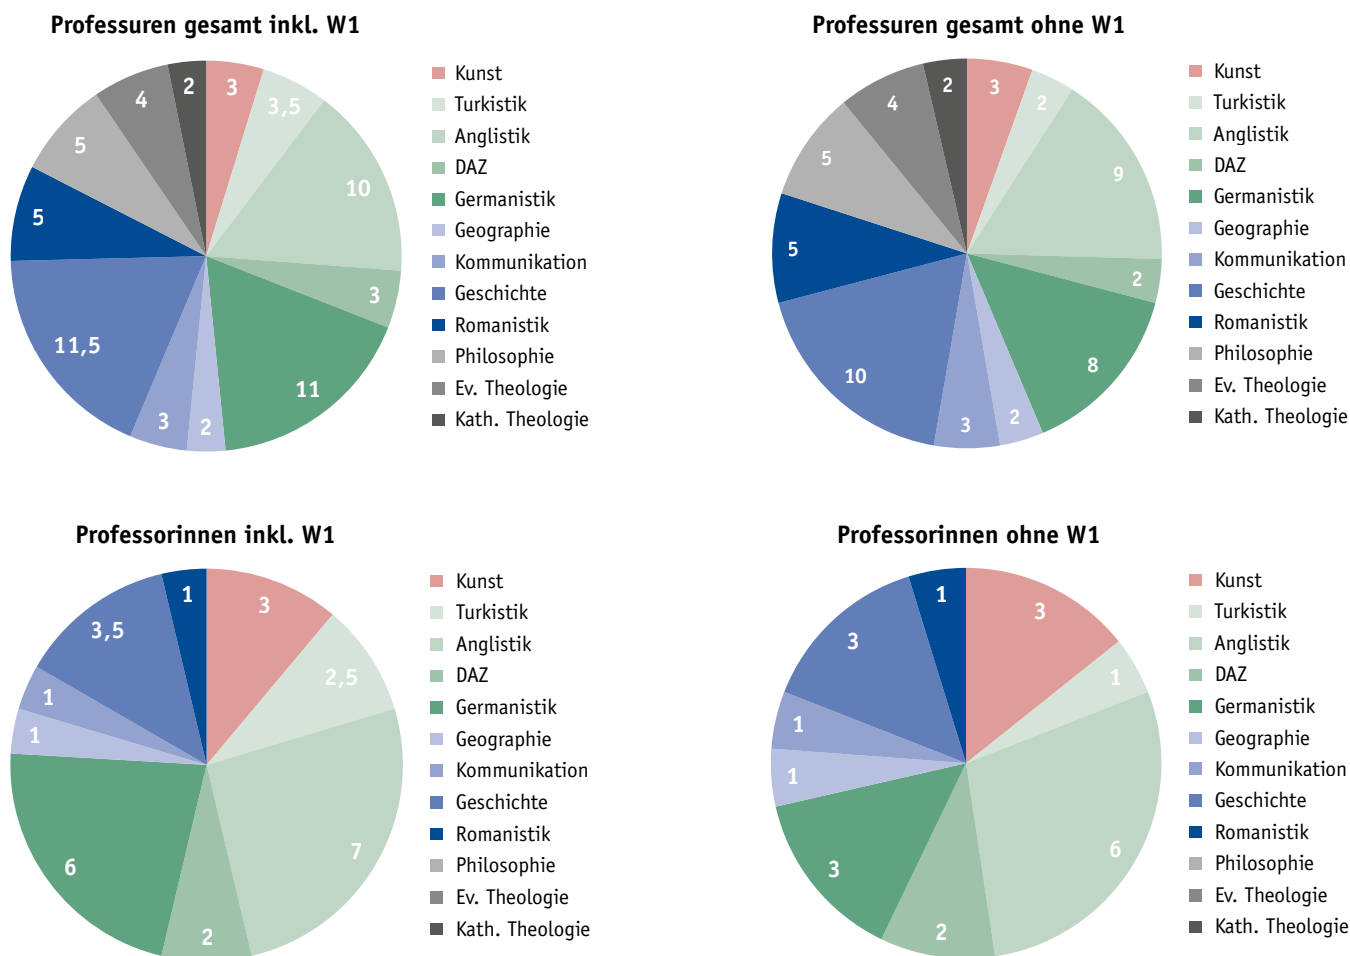 Professuren gesamt inkl. W1
3
3,5
10
3
11
2
3
11,5
5
5
4
2
Kunst
Turkistik
Anglistik
DAZ
Germanistik
Geographie
Kommunikation
Geschichte
Romanistik
Philosophie
Ev. Theologie
Kath. Theologie
Professuren gesamt ohne W1
3
2
9
2
8
2
3
10
5
5
4
2
Kunst
Turkistik
Anglistik
DAZ
Germanistik
Geographie
Kommunikation
Geschichte
Romanistik
Philosophie
Ev. Theologie
Kath. Theologie
Professorinnen inkl. W1
3
2,5
7
2
6
1
1
3,5
1
Kunst
Turkistik
Anglistik
DAZ
Germanistik
Geographie
Kommunikation
Geschichte
Romanistik
Philosophie
Ev. Theologie
Kath. Theologie
Professorinnen ohne W1
3
1
6
2
3
1
1
3
1
Kunst
Turkistik
Anglistik
DAZ
Germanistik
Geographie
Kommunikation
Geschichte
Romanistik
Philosophie
Ev. Theologie
Kath. Theologie